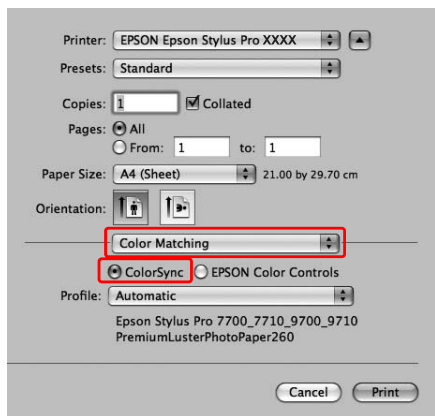 Printer: EPSON Epson Stylus Pro XXXX
Presets: Standard
Copies: 1 Collated
Pages: All
From: 1 to: 1
Paper Size: A4 (Sheet) 21.00 by 29.70 cm
Orientation:
Color Matching
ColorSync EPSON Color Controls
Profile: Automatic
Epson Stylus Pro 7700_7710_9700_9710
PremiumLusterPhotoPaper260
Cancel Print